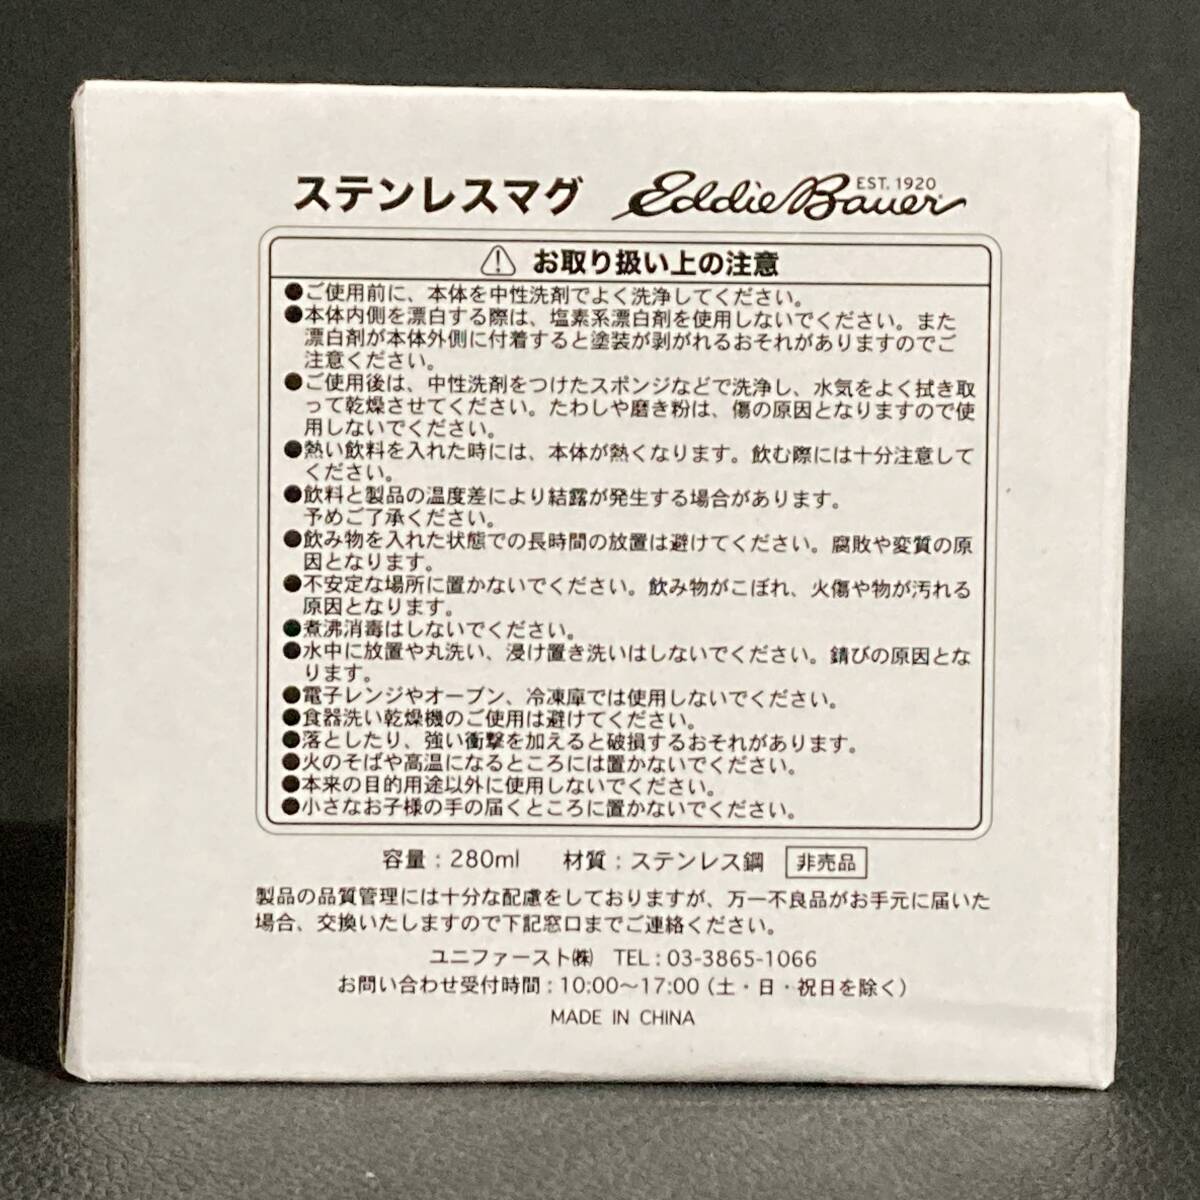 ステンレスマグ Eddie Bauer EST. 1920
⚠ お取り扱い上の注意
●ご使用前に、本体を中性洗剤でよく洗浄してください。
●本体内側を漂白する際は、塩素系漂白剤を使用しないでください。また
漂白剤が本体外側に付着すると塗装が剥がれるおそれがありますのでご
注意ください。
●ご使用後は、中性洗剤をつけたスポンジなどで洗浄し、水気をよく拭き取
って乾燥させてください。たわしや磨き粉は、傷の原因となりますので使
用しないでください。
●熱い飲料を入れた時には、本体が熱くなります。飲む際には十分注意して
ください。
●飲料と製品の温度差により結露が発生する場合があります。
予めご了承ください。
●飲み物を入れた状態での長時間の放置は避けてください。腐敗や変質の原
因となります。
●不安定な場所に置かないでください。飲み物がこぼれ、火傷や物が汚れる
原因となります。
●煮沸消毒はしないでください。
●水中に放置や丸洗い、浸け置き洗いはしないでください。錆びの原因とな
ります。
●電子レンジやオーブン、冷凍庫では使用しないでください。
●食器洗い乾燥機のご使用は避けてください。
●落としたり、強い衝撃を加えると破損するおそれがあります。
●火のそばや高温になるところには置かないでください。
●本来の目的用途以外に使用しないでください。
●小さなお子様の手の届くところに置かないでください。
容量：280ml 材質：ステンレス鋼 非売品
製品の品質管理には十分な配慮をしておりますが、万一不良品がお手元に届いた
場合、交換いたしますので下記窓口までご連絡ください。
ユニファースト㈱ TEL：03-3865-1066
お問い合わせ受付時間：10:00〜17:00（土・日・祝日を除く）
MADE IN CHINA